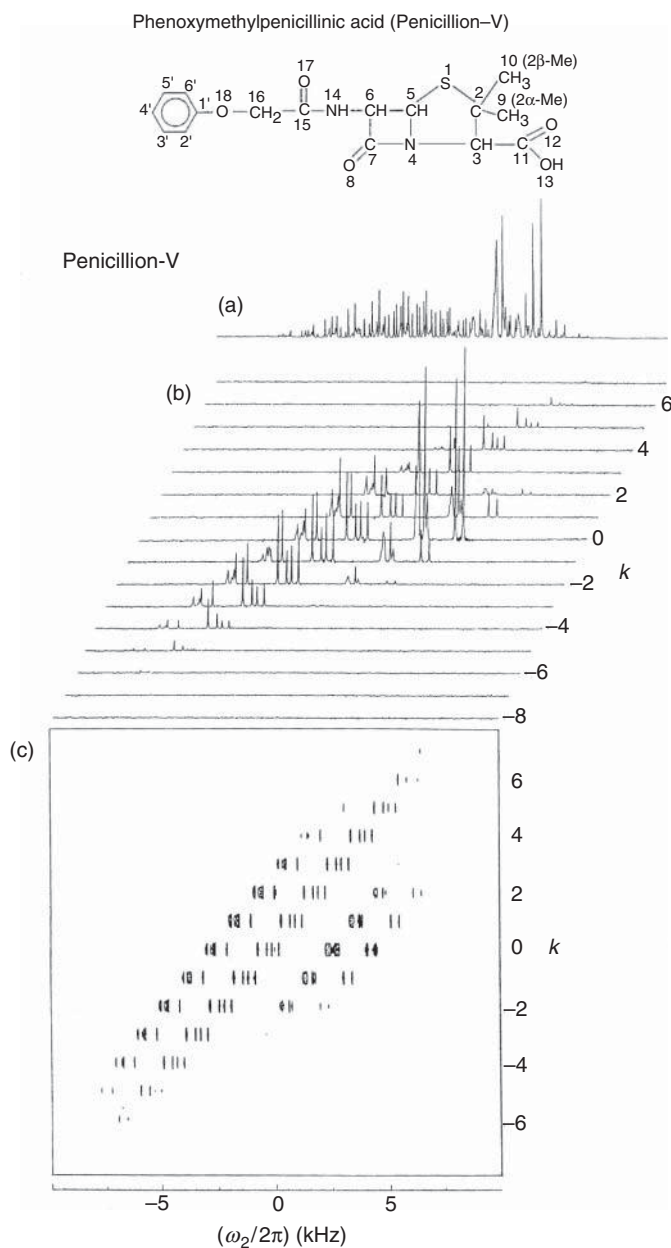 Phenoxymethylpenicillinic acid (Penicillion–V)
17
O
10 (2β-Me)
CH₃
5' 6'
4' 1' 18 16
O CH₂
3' 2'
15
14
NH
6 5
S
1
2
9 (2α-Me)
CH₃
O
12
O
8
7
N
4
3
11
OH
13
Penicillion-V
(a)
(b)
6
4
2
0
−2 k
−4
−6
−8
(c)
6
4
2
0 k
−2
−4
−6
−5 0 5
(ω₂/2π) (kHz)